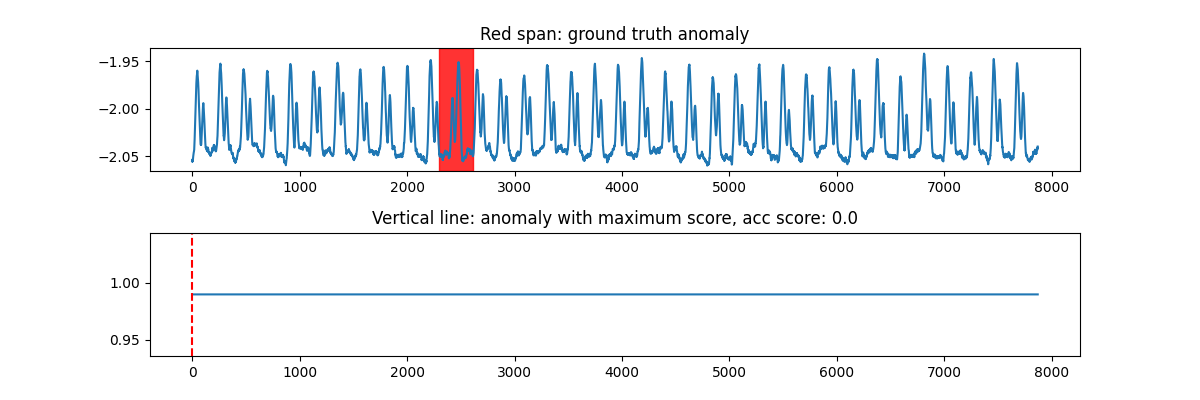 Red span: ground truth anomaly
−1.95
−2.00
−2.05
0 1000 2000 3000 4000 5000 6000 7000 8000
Vertical line: anomaly with maximum score, acc score: 0.0
1.00
0.95
0 1000 2000 3000 4000 5000 6000 7000 8000